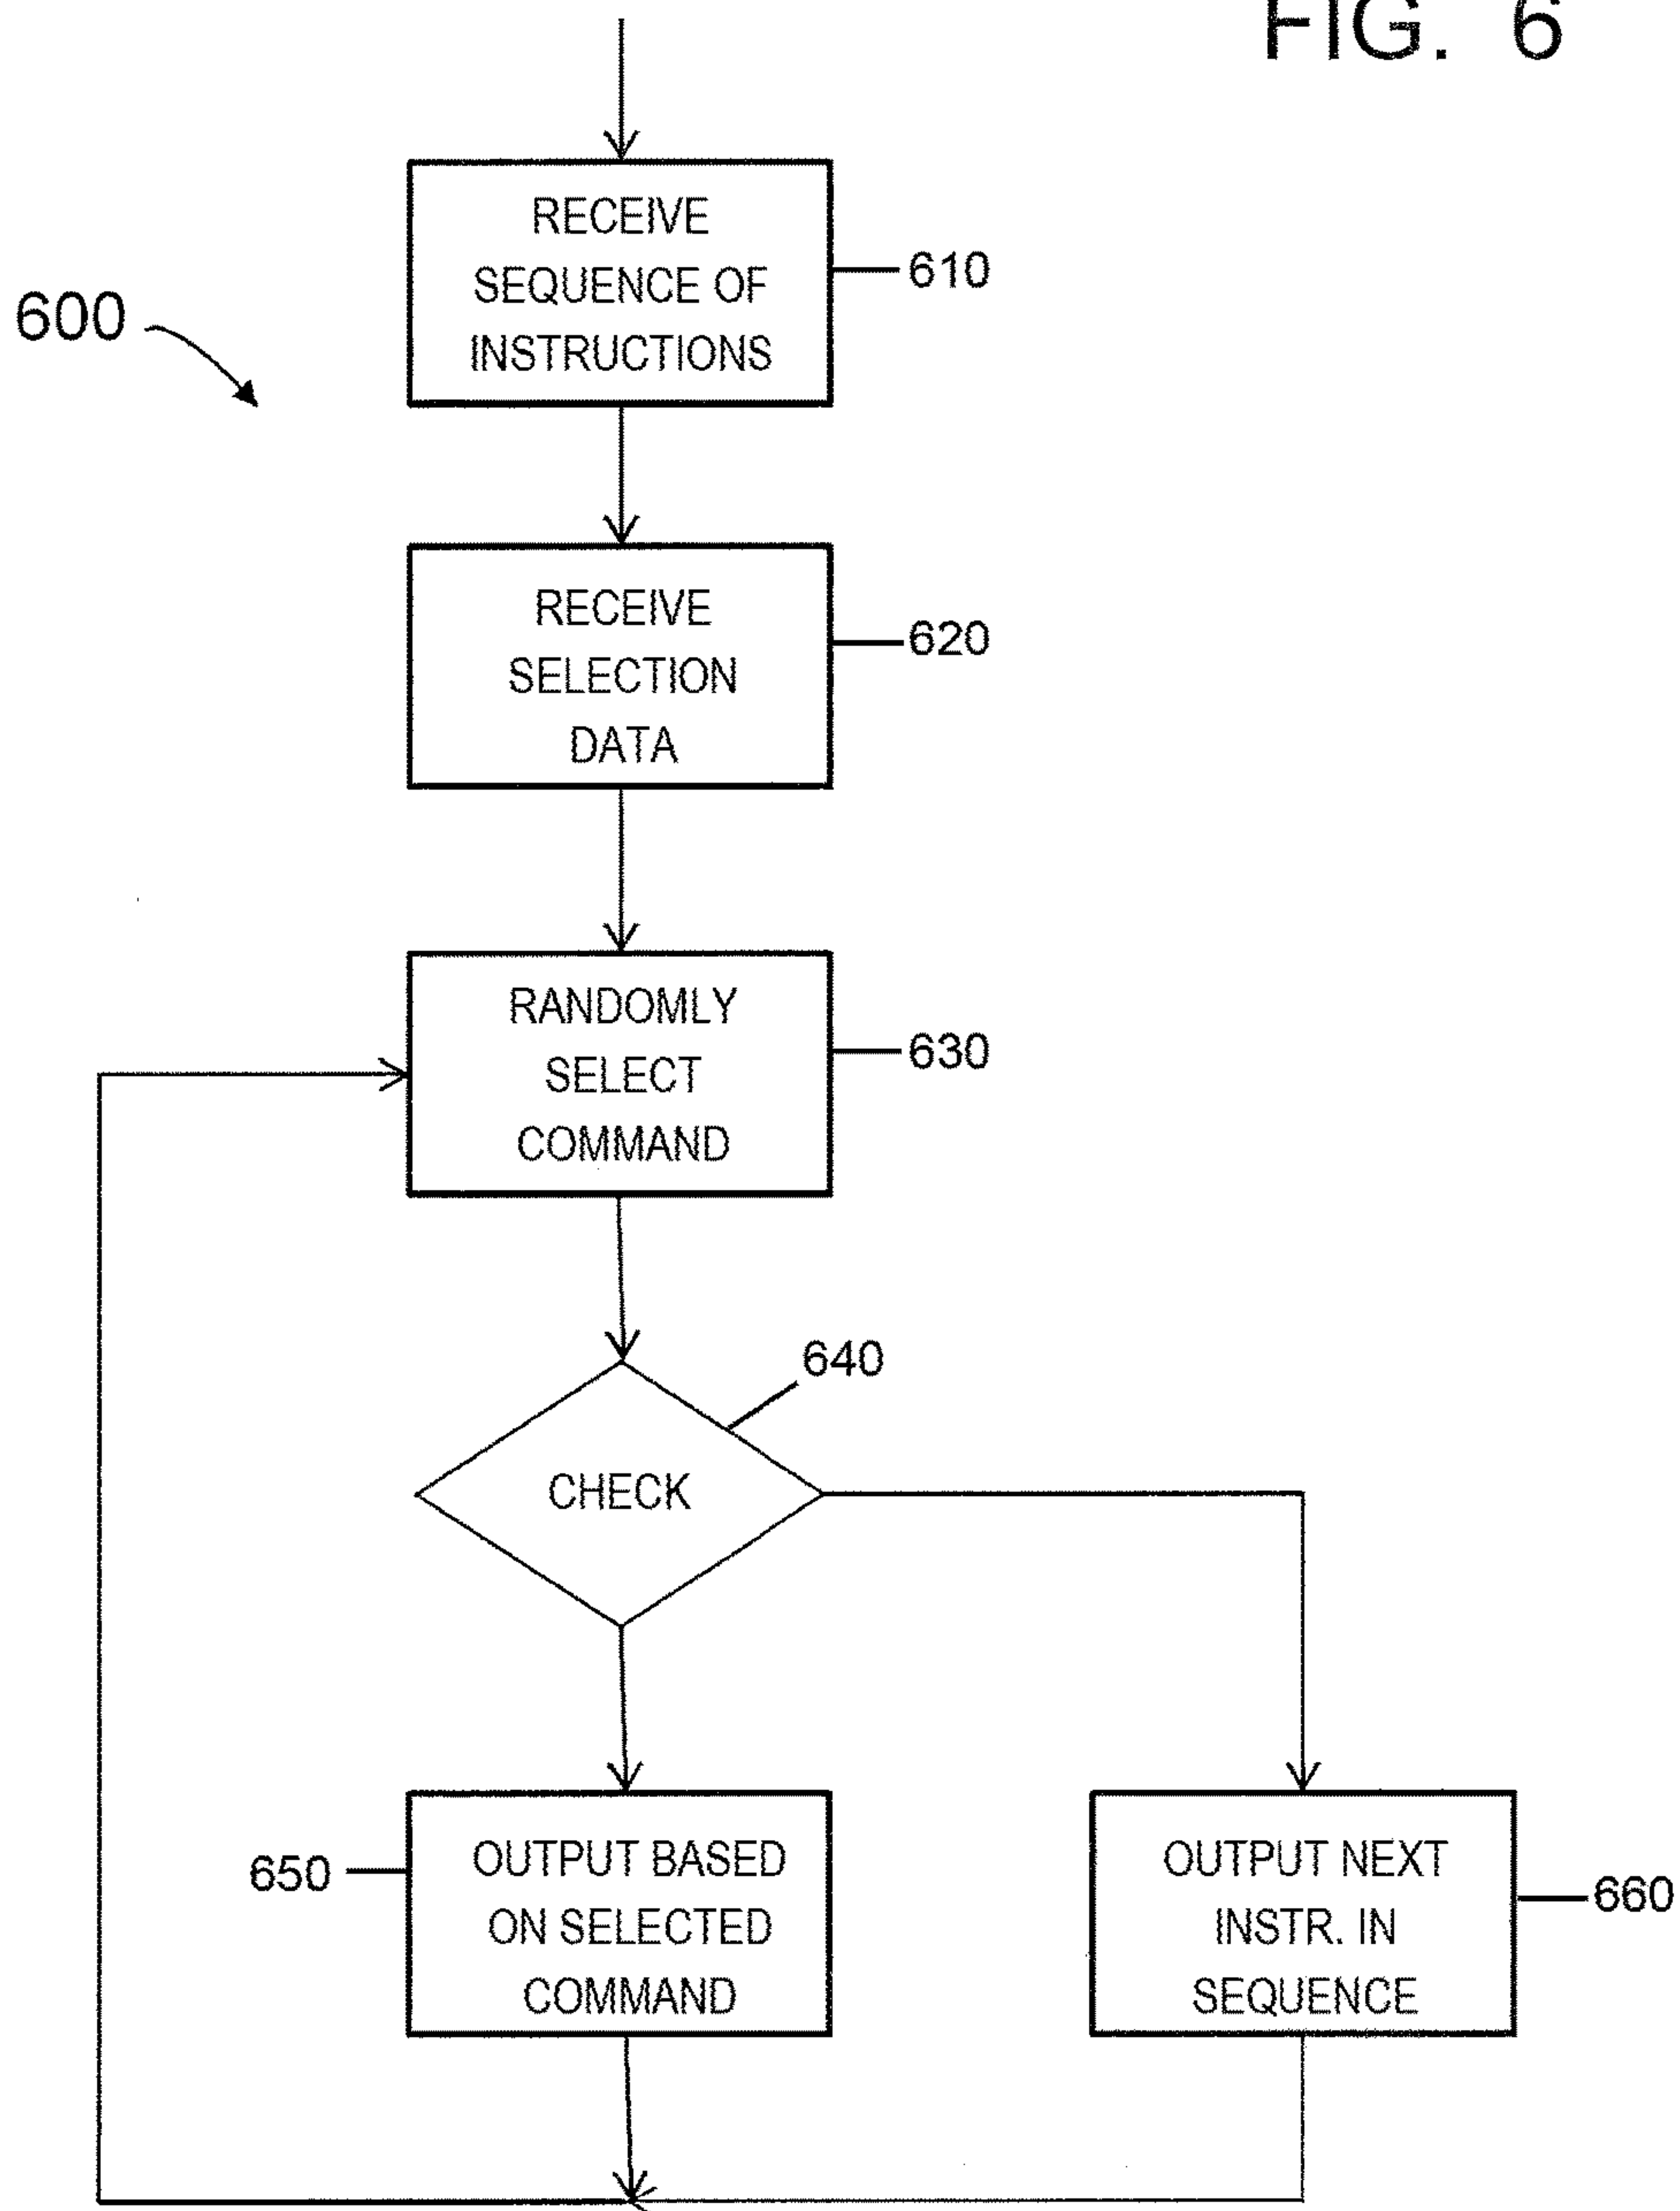 FIG. 6
600
RECEIVE
SEQUENCE OF
INSTRUCTIONS
610
RECEIVE
SELECTION
DATA
620
RANDOMLY
SELECT
COMMAND
630
640
CHECK
650
OUTPUT BASED
ON SELECTED
COMMAND
OUTPUT NEXT
INSTR. IN
SEQUENCE
660